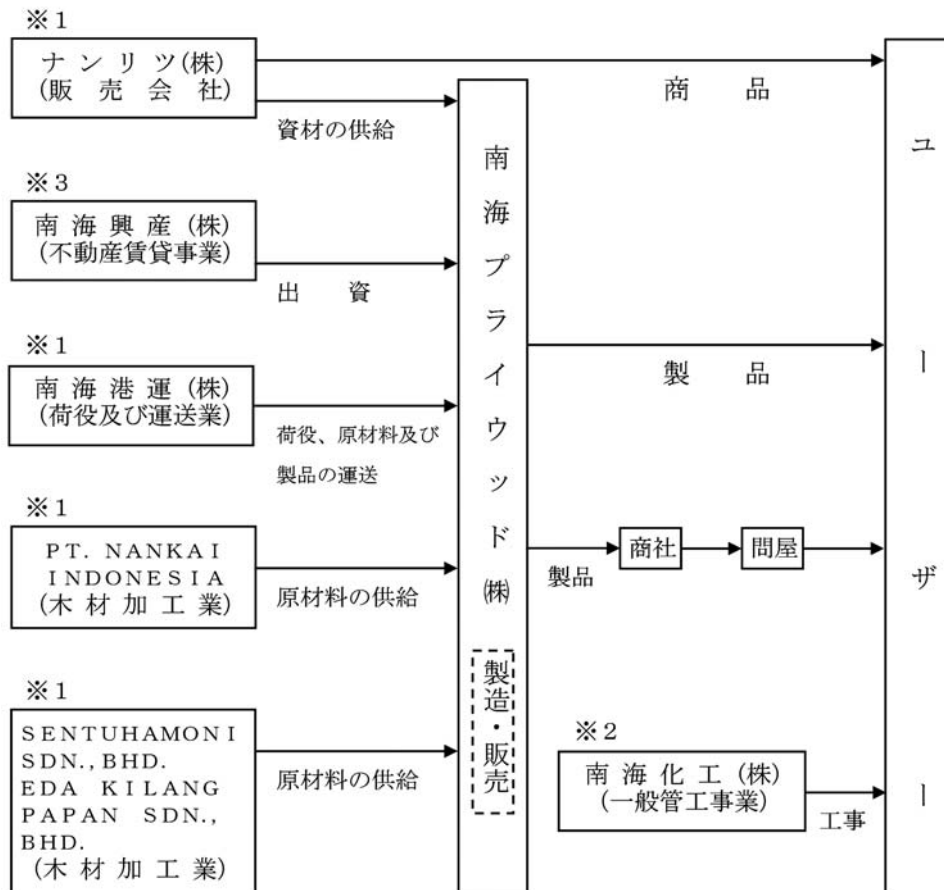 ※1
ナンリツ(株)
(販売会社)
商品
資材の供給
※3
南海興産(株)
(不動産賃貸事業)
出資
※1
南海港運(株)
(荷役及び運送業)
荷役、原材料及び
製品の運送
※1
PT. NANKAI
INDONESIA
(木材加工業)
原材料の供給
※1
SENTUHAMONI
SDN., BHD.
EDA KILANG
PAPAN SDN.,
BHD.
(木材加工業)
原材料の供給
南海プライウッド㈱
製造・販売
製品
製品
商社
問屋
※2
南海化工(株)
(一般管工事業)
工事
ユーザー